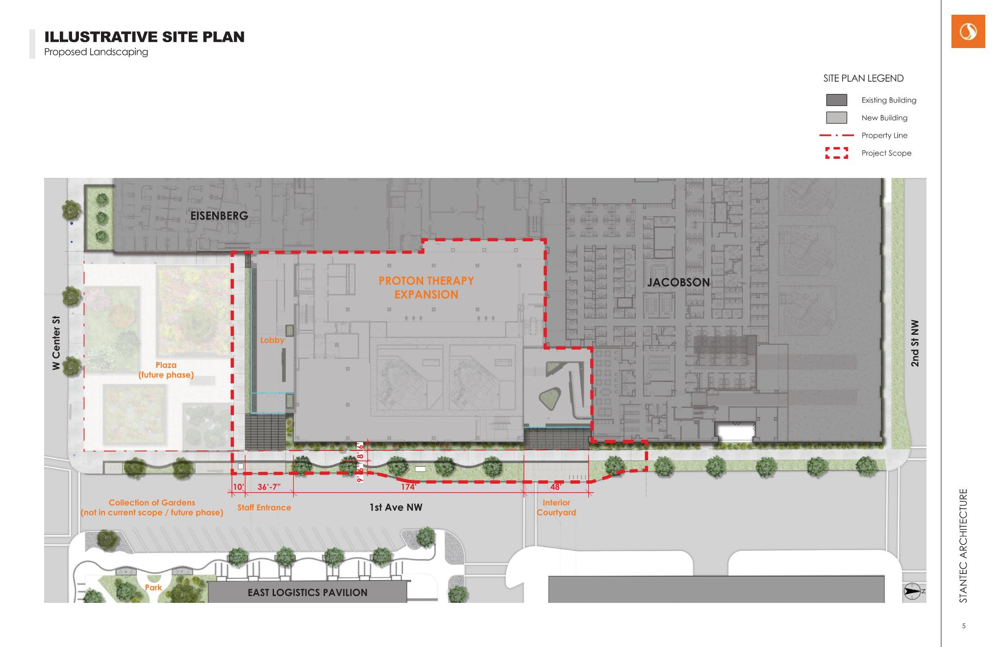 ILLUSTRATIVE SITE PLAN
Proposed Landscaping
SITE PLAN LEGEND
Existing Building
New Building
Property Line
Project Scope
EISENBERG
PROTON THERAPY
EXPANSION
JACOBSON
Lobby
W Center St
2nd St NW
Plaza
(future phase)
8'6"
9'6"
10'
36'-7"
174'
48'
Collection of Gardens
(not in current scope / future phase)
Staff Entrance
1st Ave NW
Interior
Courtyard
Park
EAST LOGISTICS PAVILION
N
STANTEC ARCHITECTURE
5